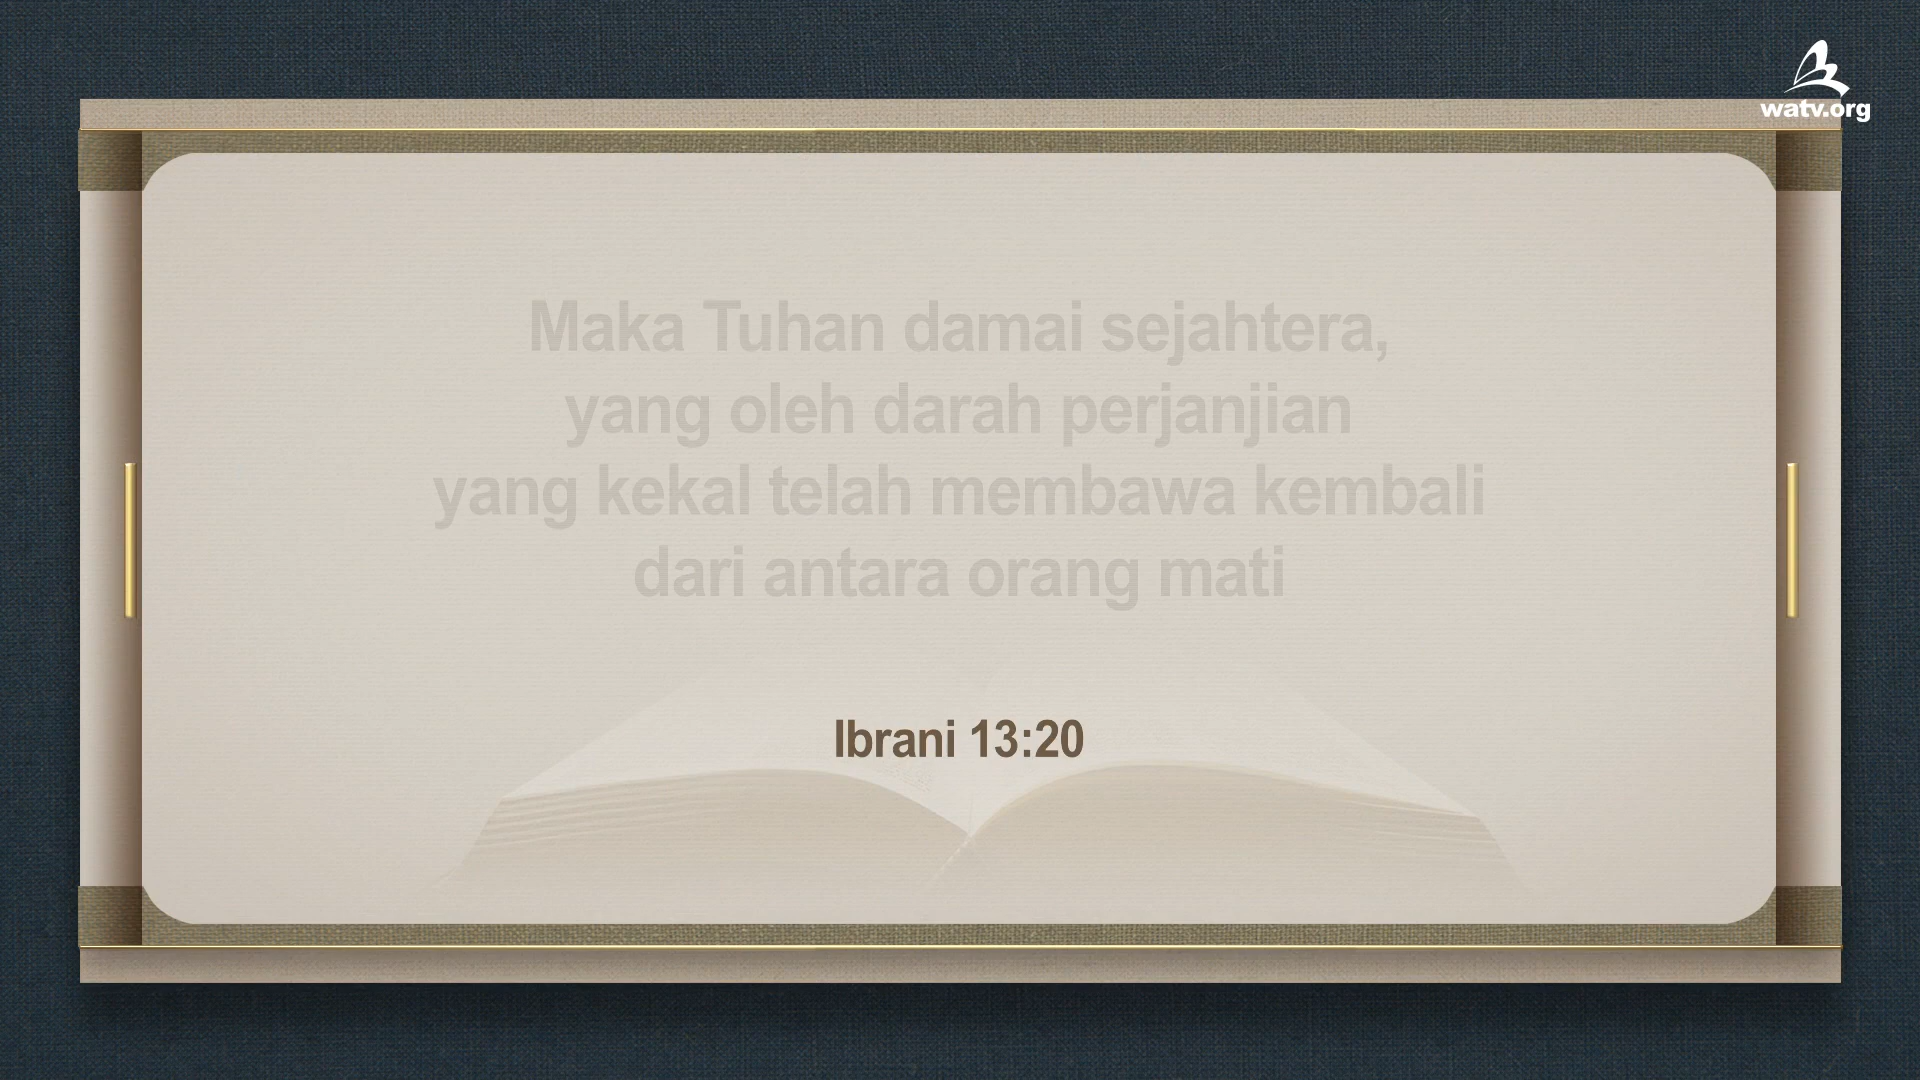 watv.org
Maka Tuhan damai sejahtera,
yang oleh darah perjanjian
yang kekal telah membawa kembali
dari antara orang mati
Ibrani 13:20